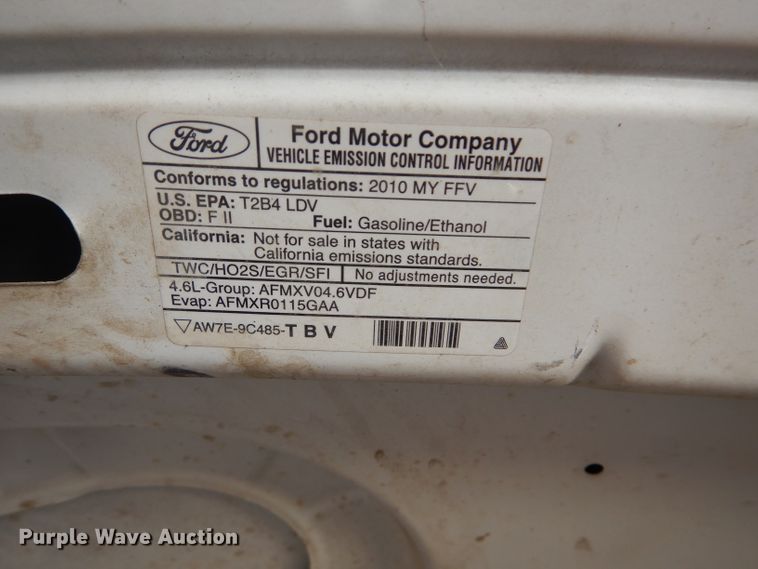 Ford
Ford Motor Company
VEHICLE EMISSION CONTROL INFORMATION
Conforms to regulations: 2010 MY FFV
U.S. EPA: T2B4 LDV
OBD: F II Fuel: Gasoline/Ethanol
California: Not for sale in states with
California emissions standards.
TWC/HO2S/EGR/SFI No adjustments needed.
4.6L-Group: AFMXV04.6VDF
Evap: AFMXR0115GAA
AW7E-9C485-T B V
Purple Wave Auction